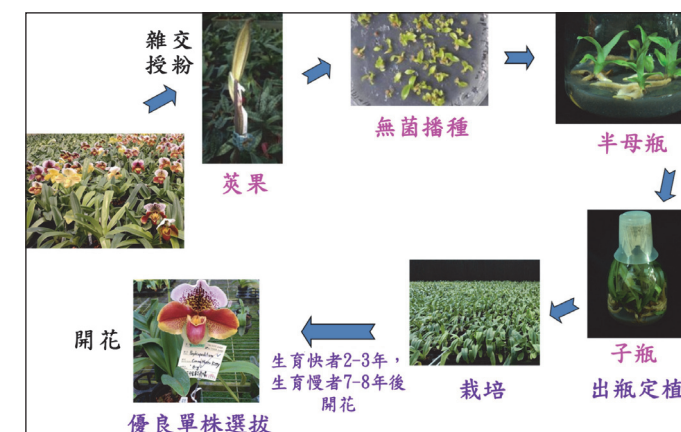 雜交
授粉
莢果
無菌播種
半母瓶
子瓶
出瓶定植
栽培
生育快者2-3年，
生育慢者7-8年後
開花
開花
優良單株選拔